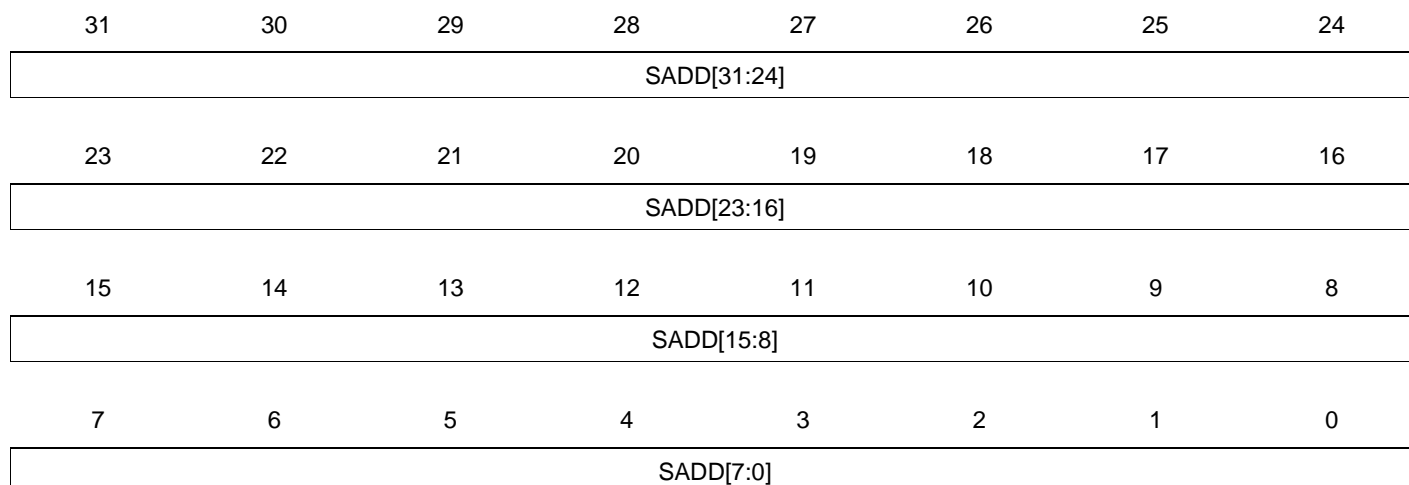 31 30 29 28 27 26 25 24
SADD[31:24]
23 22 21 20 19 18 17 16
SADD[23:16]
15 14 13 12 11 10 9 8
SADD[15:8]
7 6 5 4 3 2 1 0
SADD[7:0]